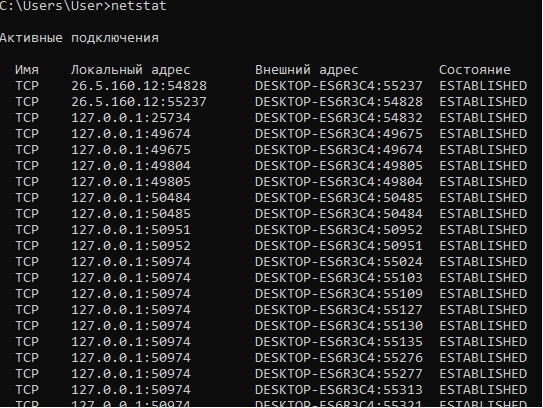 C:\Users\User>netstat
Активные подключения
Имя Локальный адрес Внешний адрес Состояние
TCP 26.5.160.12:54828 DESKTOP-ES6R3C4:55237 ESTABLISHED
TCP 26.5.160.12:55237 DESKTOP-ES6R3C4:54828 ESTABLISHED
TCP 127.0.0.1:25734 DESKTOP-ES6R3C4:54832 ESTABLISHED
TCP 127.0.0.1:49674 DESKTOP-ES6R3C4:49675 ESTABLISHED
TCP 127.0.0.1:49675 DESKTOP-ES6R3C4:49674 ESTABLISHED
TCP 127.0.0.1:49804 DESKTOP-ES6R3C4:49805 ESTABLISHED
TCP 127.0.0.1:49805 DESKTOP-ES6R3C4:49804 ESTABLISHED
TCP 127.0.0.1:50484 DESKTOP-ES6R3C4:50485 ESTABLISHED
TCP 127.0.0.1:50485 DESKTOP-ES6R3C4:50484 ESTABLISHED
TCP 127.0.0.1:50951 DESKTOP-ES6R3C4:50952 ESTABLISHED
TCP 127.0.0.1:50952 DESKTOP-ES6R3C4:50951 ESTABLISHED
TCP 127.0.0.1:50974 DESKTOP-ES6R3C4:55024 ESTABLISHED
TCP 127.0.0.1:50974 DESKTOP-ES6R3C4:55103 ESTABLISHED
TCP 127.0.0.1:50974 DESKTOP-ES6R3C4:55109 ESTABLISHED
TCP 127.0.0.1:50974 DESKTOP-ES6R3C4:55127 ESTABLISHED
TCP 127.0.0.1:50974 DESKTOP-ES6R3C4:55130 ESTABLISHED
TCP 127.0.0.1:50974 DESKTOP-ES6R3C4:55135 ESTABLISHED
TCP 127.0.0.1:50974 DESKTOP-ES6R3C4:55276 ESTABLISHED
TCP 127.0.0.1:50974 DESKTOP-ES6R3C4:55277 ESTABLISHED
TCP 127.0.0.1:50974 DESKTOP-ES6R3C4:55313 ESTABLISHED
TCP 127.0.0.1:50974 DESKTOP-ES6R3C4:55321 ESTABLISHED